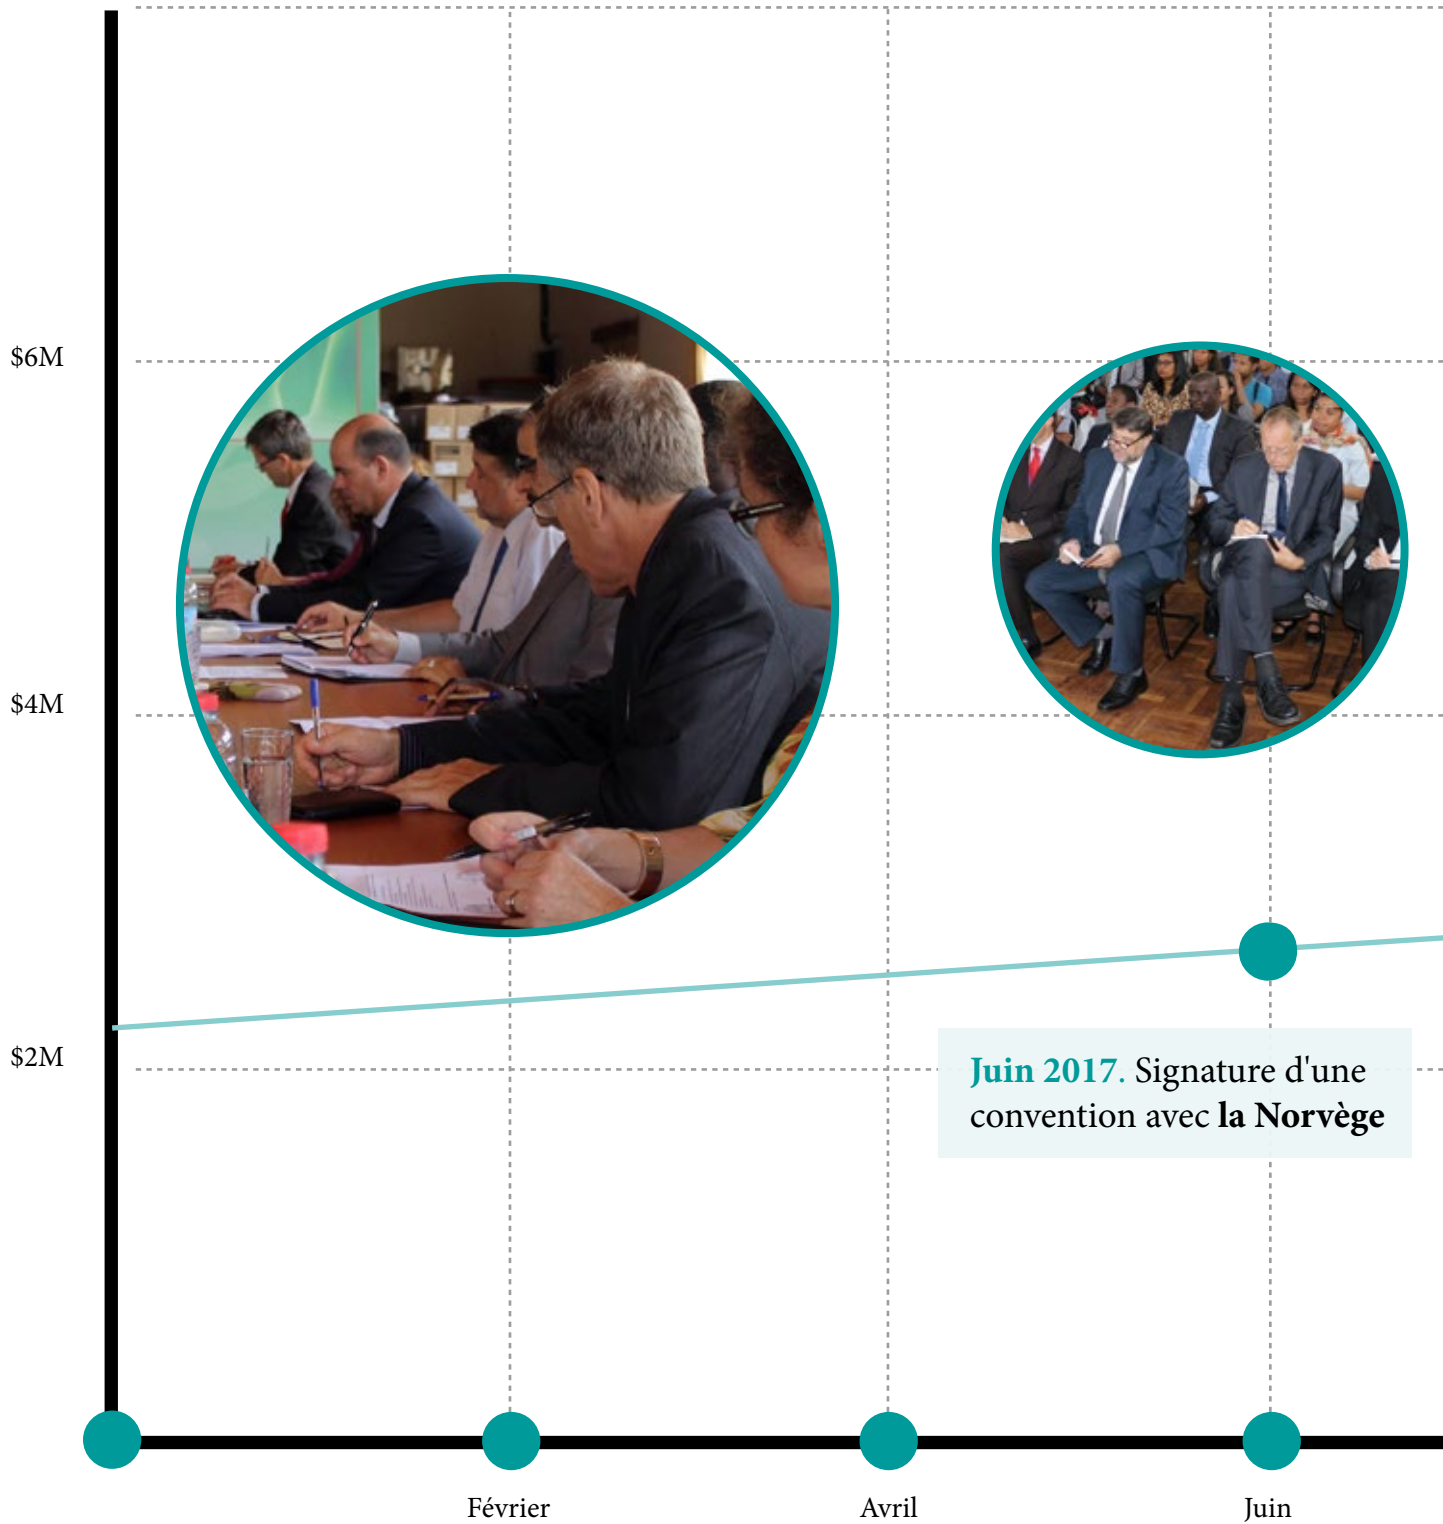 $6M
$4M
$2M
Juin 2017. Signature d'une
convention avec la Norvège
Février
Avril
Juin